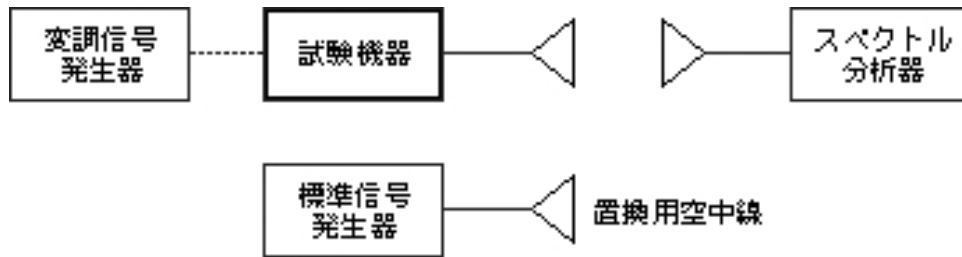 変調信号
発生器
試験機器
スペクトル
分析器
標準信号
発生器
置換用空中線